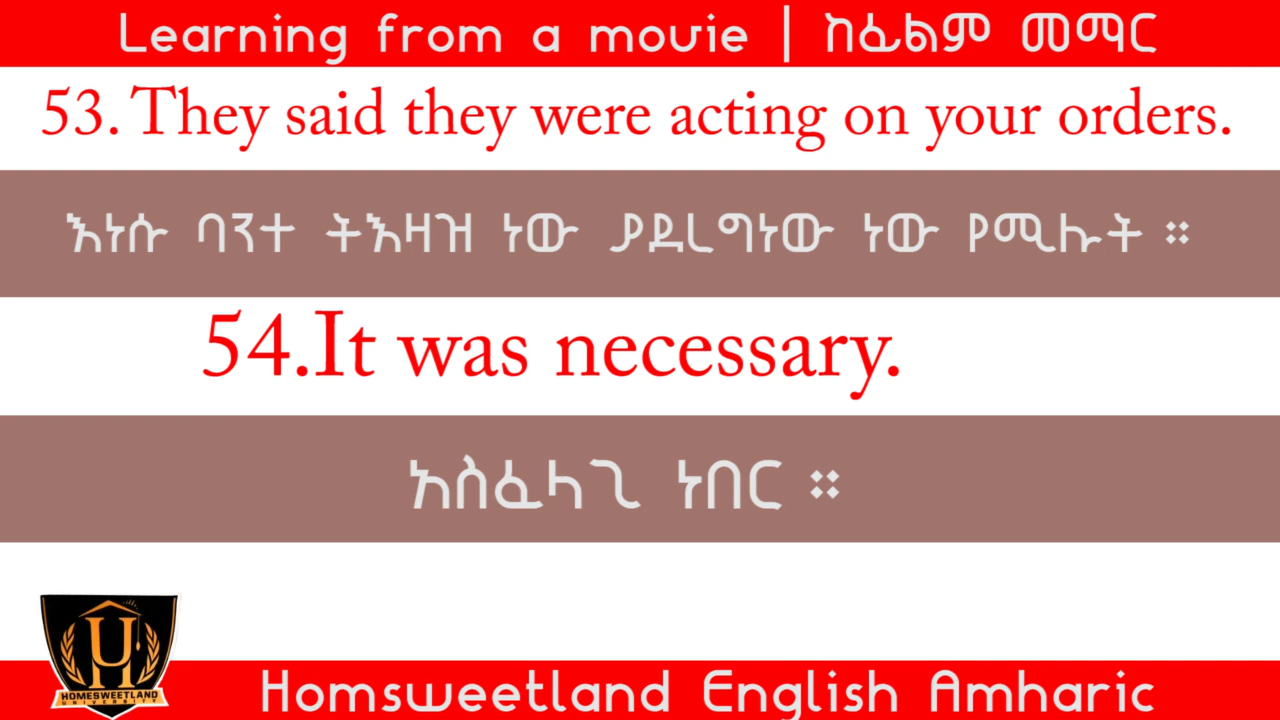 Learning from a movie | ከፊልም መማር
53. They said they were acting on your orders.
እነሱ ባንተ ትእዛዝ ነው ያደረግነው ነው የሚሉት ።
54.It was necessary.
አስፈላጊ ነበር ።
U
HOMESWEETLAND
UNIVERSITY
Homsweetland English Amharic